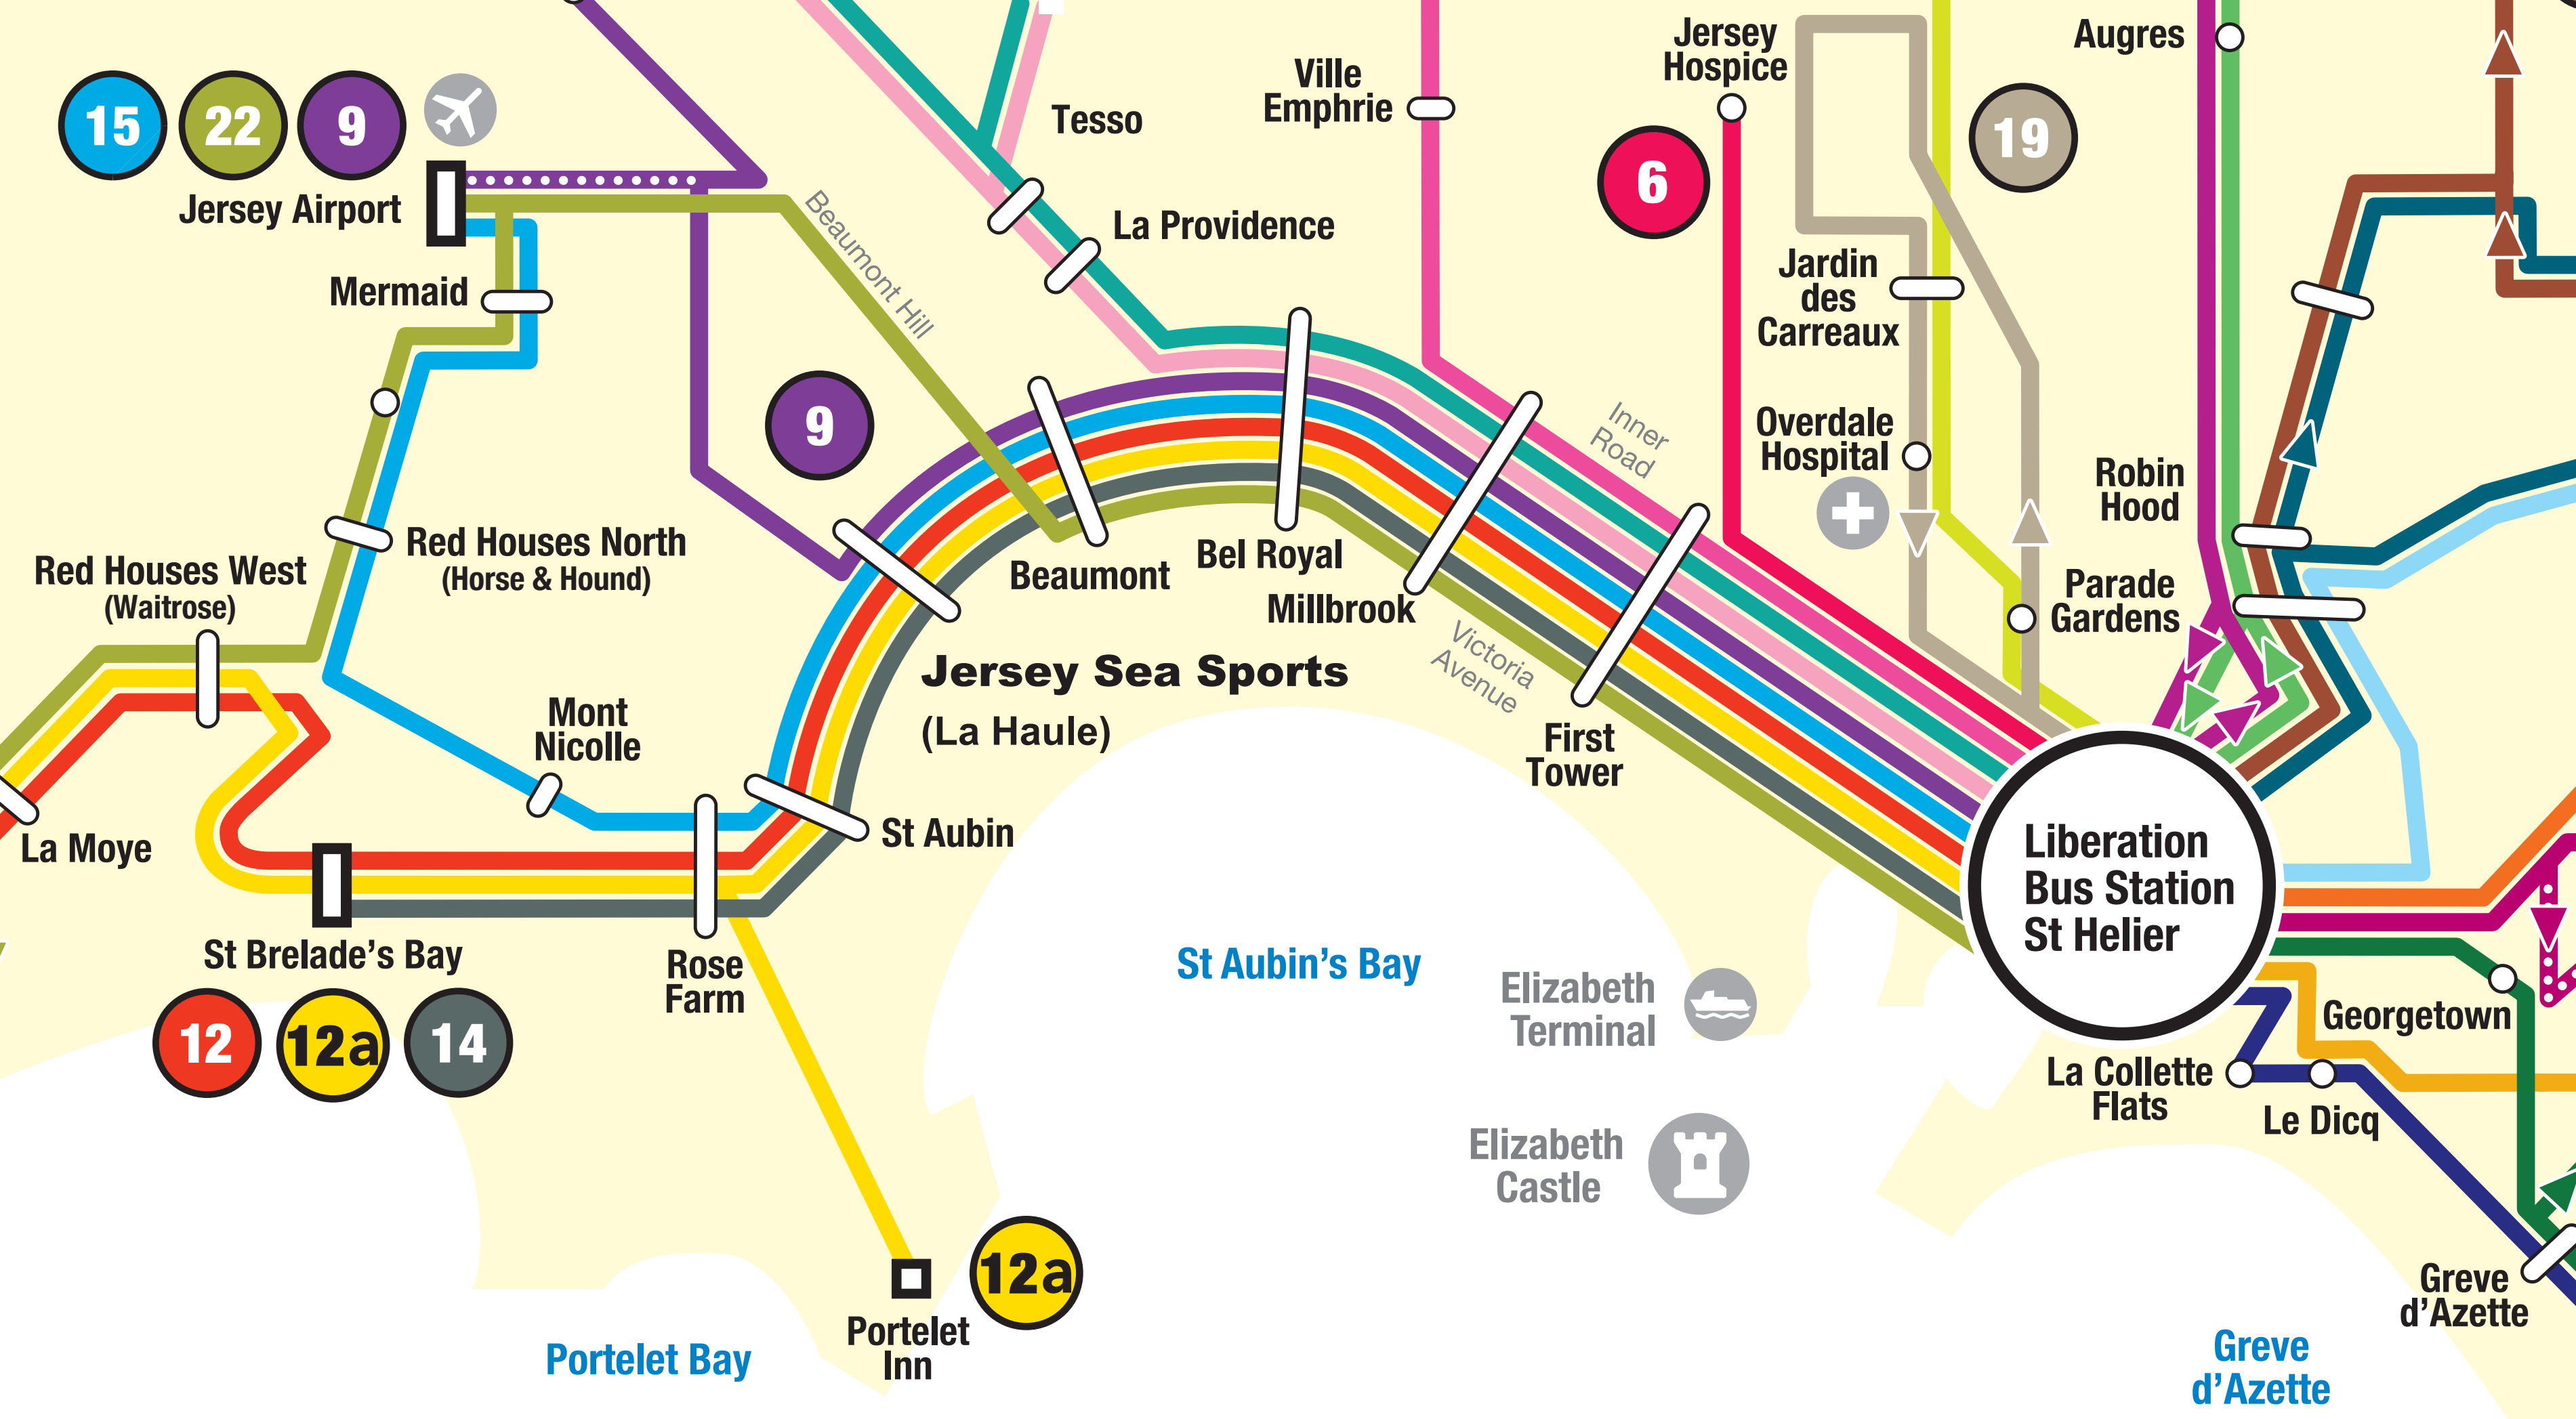 15
22
9
Jersey Airport
Mermaid
Beaumont Hill
Tesso
La Providence
Ville
Emphrie
Jersey
Hospice
6
19
Augres
Jardin
des
Carreaux
Overdale
Hospital
Inner
Road
Robin
Hood
Parade
Gardens
9
Red Houses North
(Horse & Hound)
Red Houses West
(Waitrose)
Beaumont
Bel Royal
Millbrook
Victoria
Avenue
First
Tower
Jersey Sea Sports
(La Haule)
Mont
Nicolle
La Moye
St Aubin
St Brelade's Bay
12
12a
14
Rose
Farm
St Aubin's Bay
Elizabeth
Terminal
Elizabeth
Castle
Liberation
Bus Station
St Helier
Georgetown
La Collette
Flats
Le Dicq
Portelet
Inn
12a
Portelet Bay
Greve
d'Azette
Greve
d'Azette